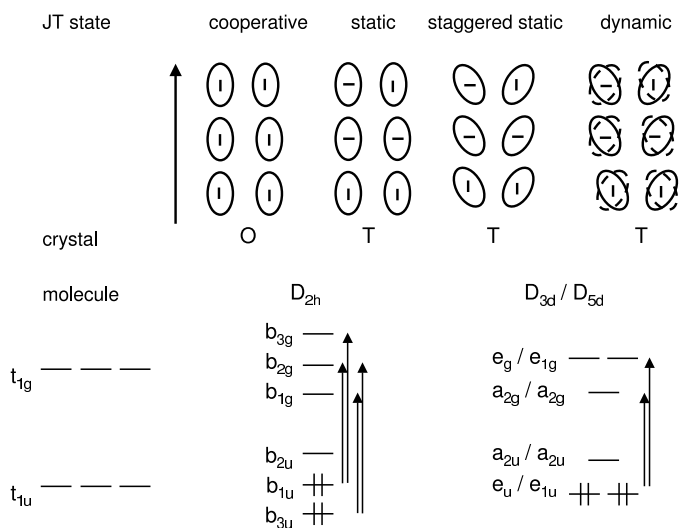 JT state cooperative static staggered static dynamic
crystal O T T T
molecule D2h D3d / D5d
b3g
b2g eg / e1g
t1g
b1g a2g / a2g
b2u a2u / a2u
t1u b1u eu / e1u
b3u